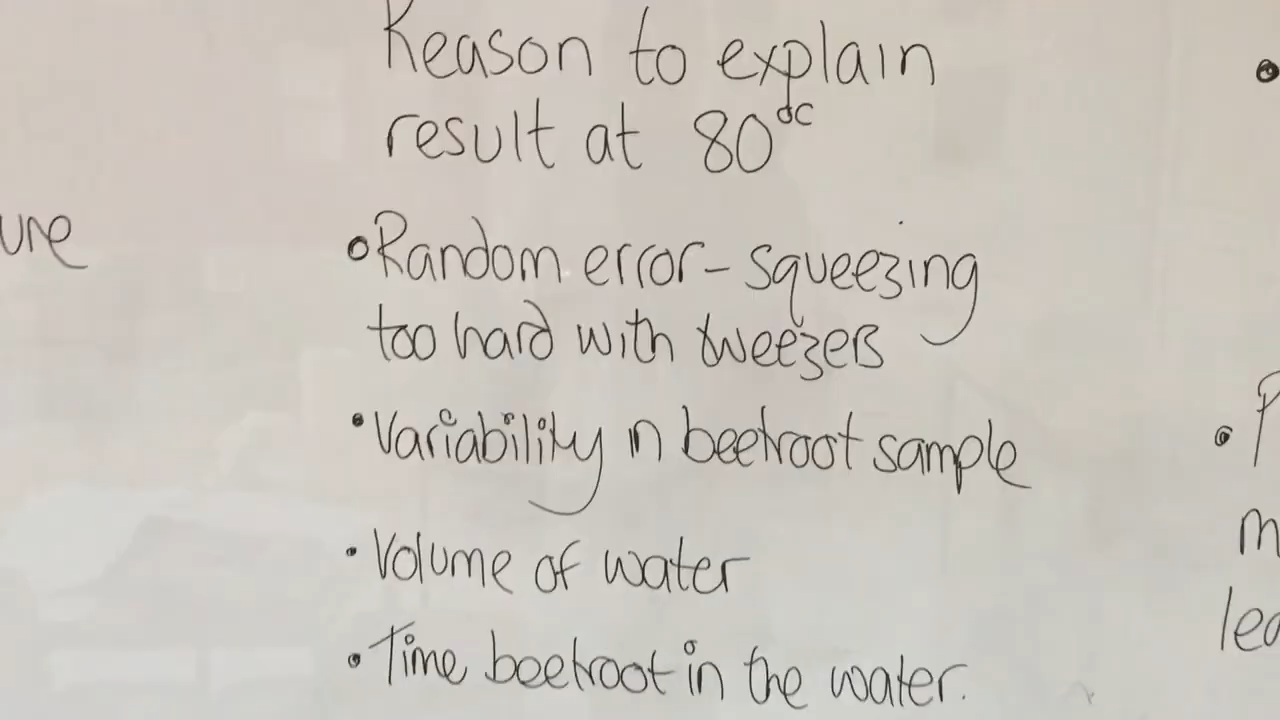 Reason to explain
result at 80°C
• Random error - squeezing
too hard with tweezers
• Variability in beetroot sample
• Volume of water
• Time beetroot in the water.